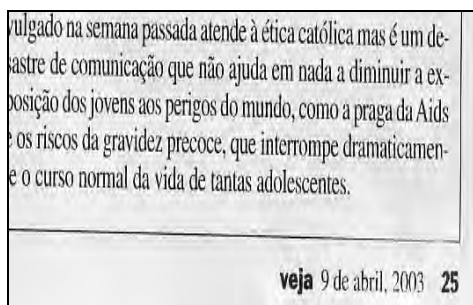 vulgado na semana passada atende à ética católica mas é um de-
sastre de comunicação que não ajuda em nada a diminuir a ex-
posição dos jovens aos perigos do mundo, como a praga da Aids
e os riscos da gravidez precoce, que interrompe dramaticamen-
e o curso normal da vida de tantas adolescentes.
veja 9 de abril, 2003 25